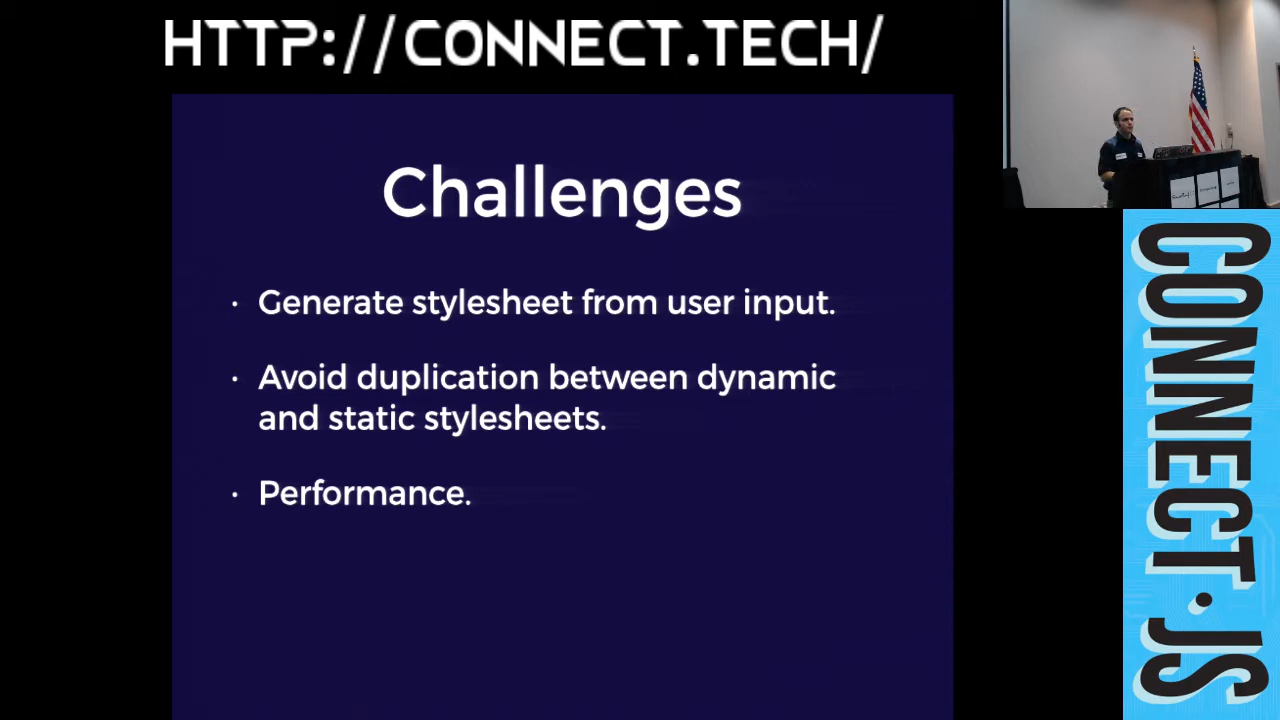 HTTP://CONNECT.TECH/
Challenges
· Generate stylesheet from user input.
· Avoid duplication between dynamic
and static stylesheets.
· Performance.
CONNECT.JS